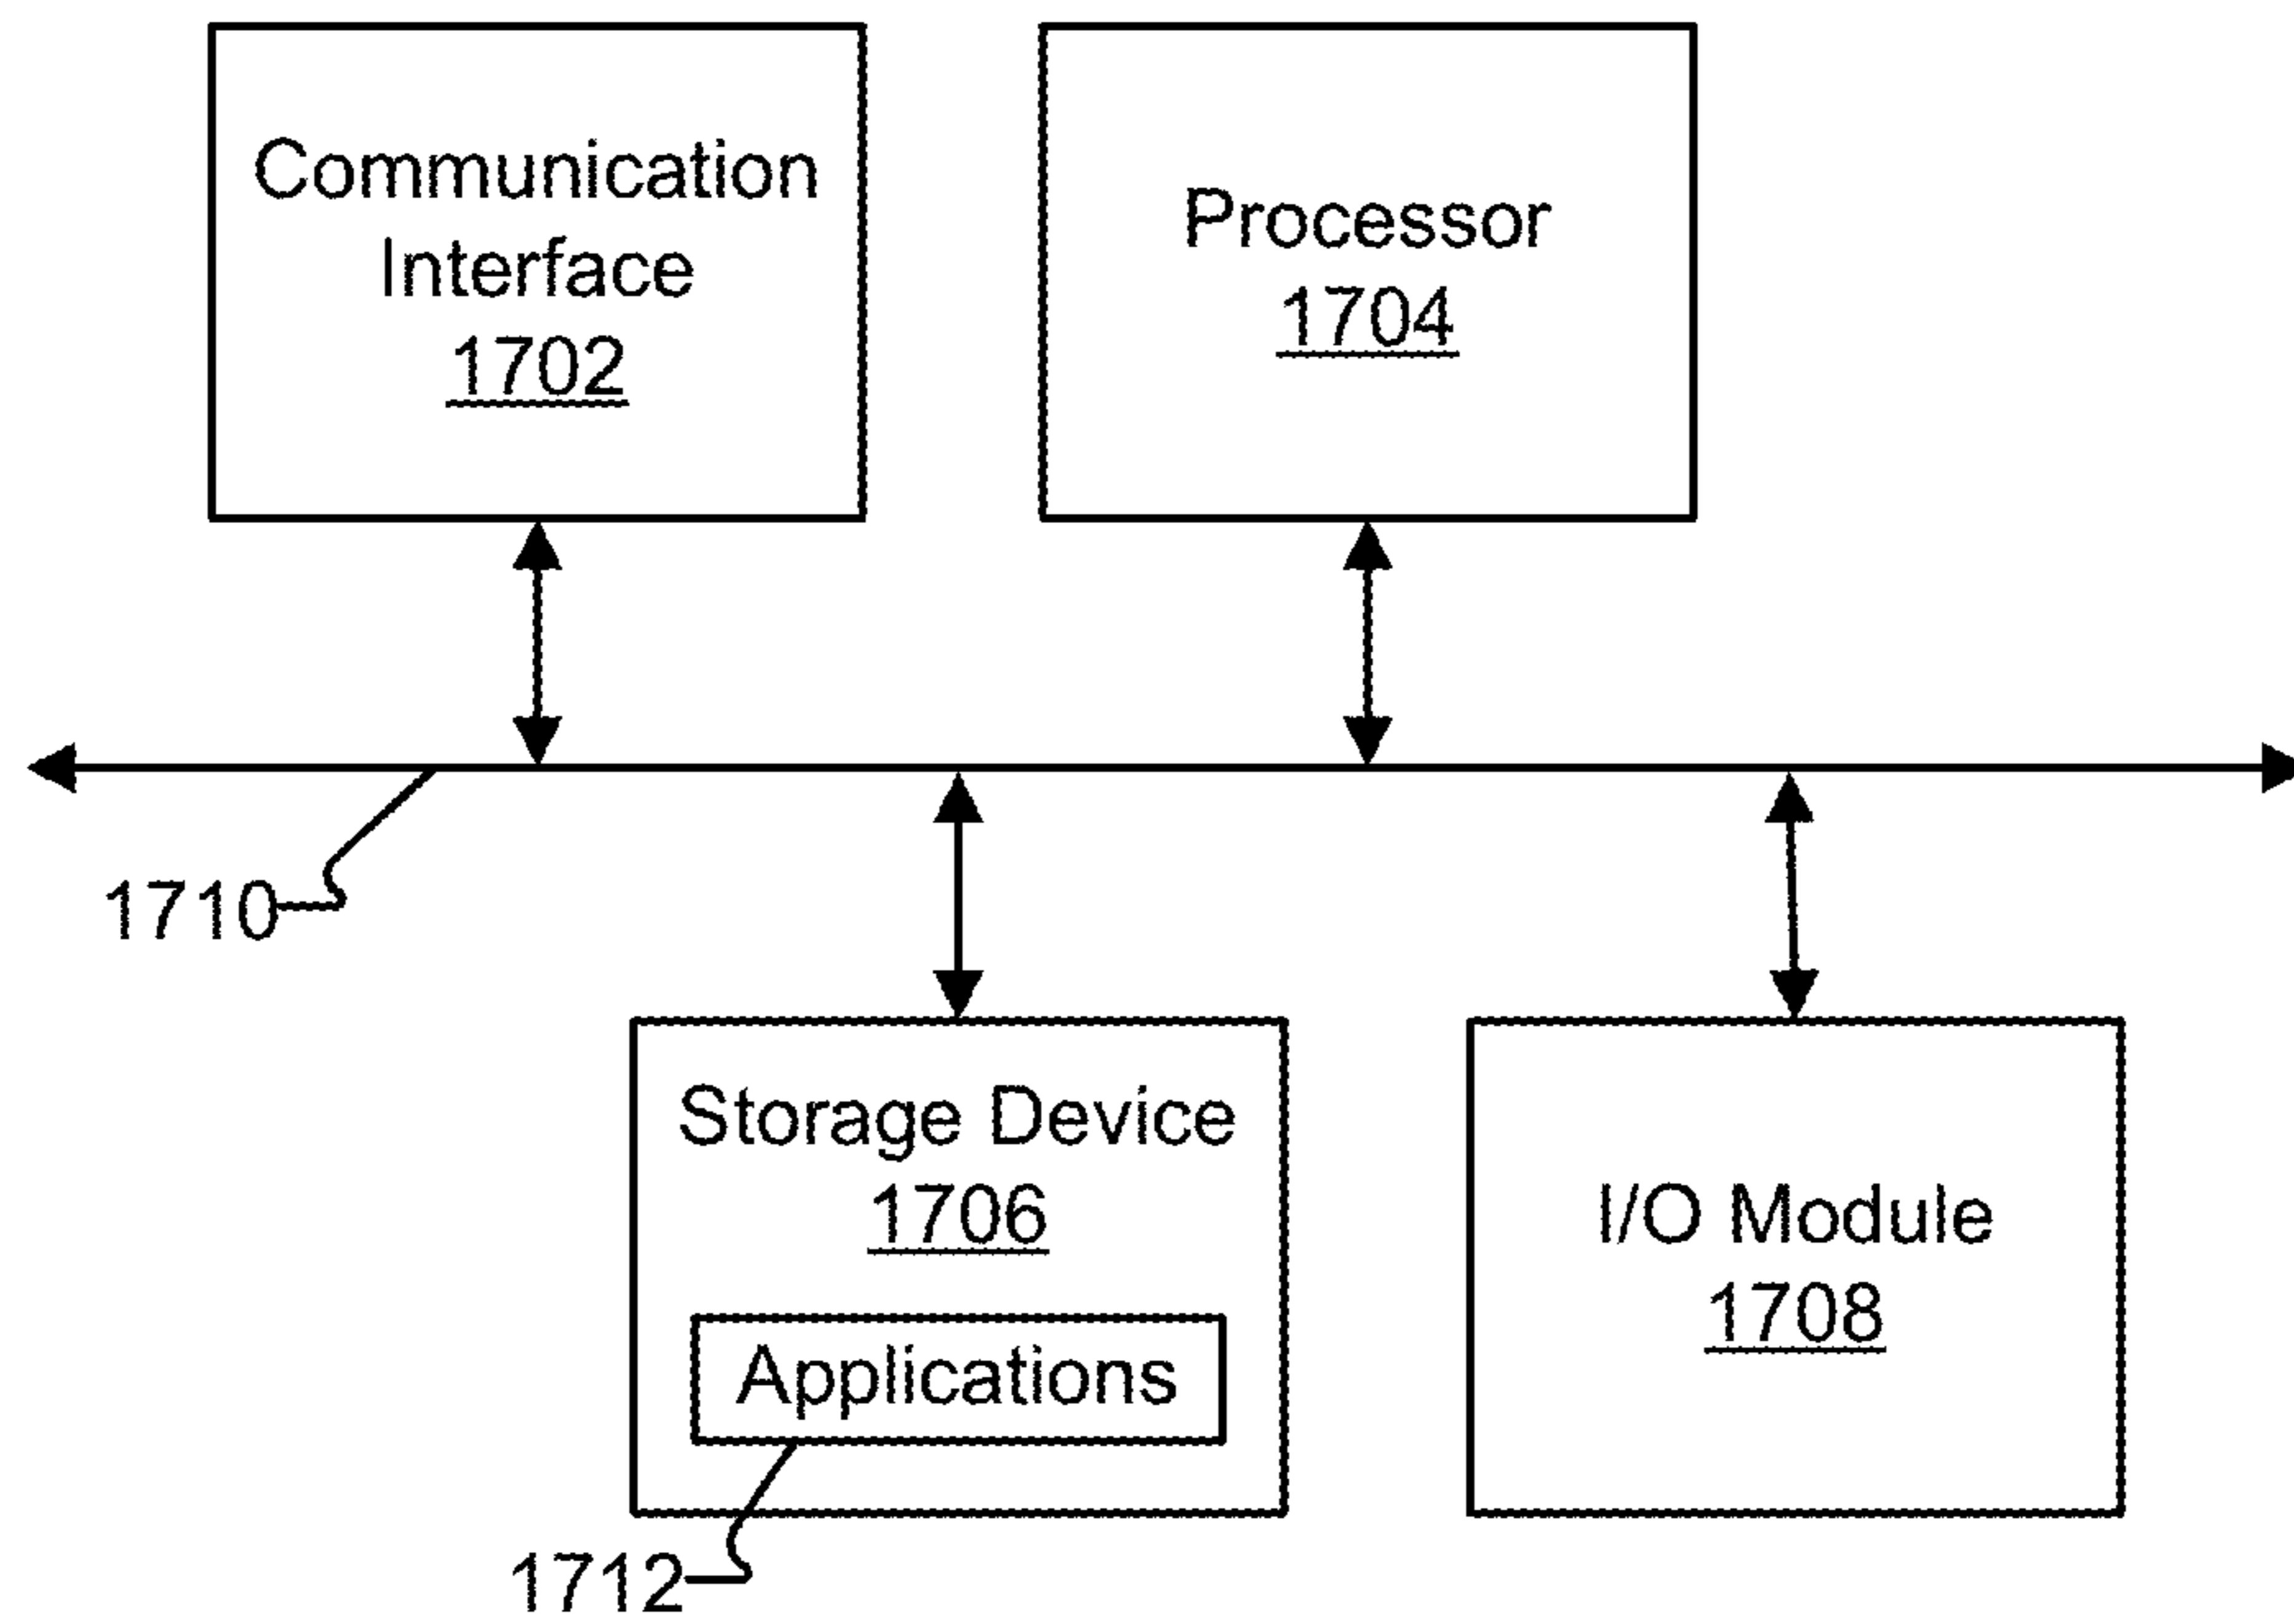 Communication
Interface
1702
Processor
1704
1710
Storage Device
1706
Applications
1712
I/O Module
1708